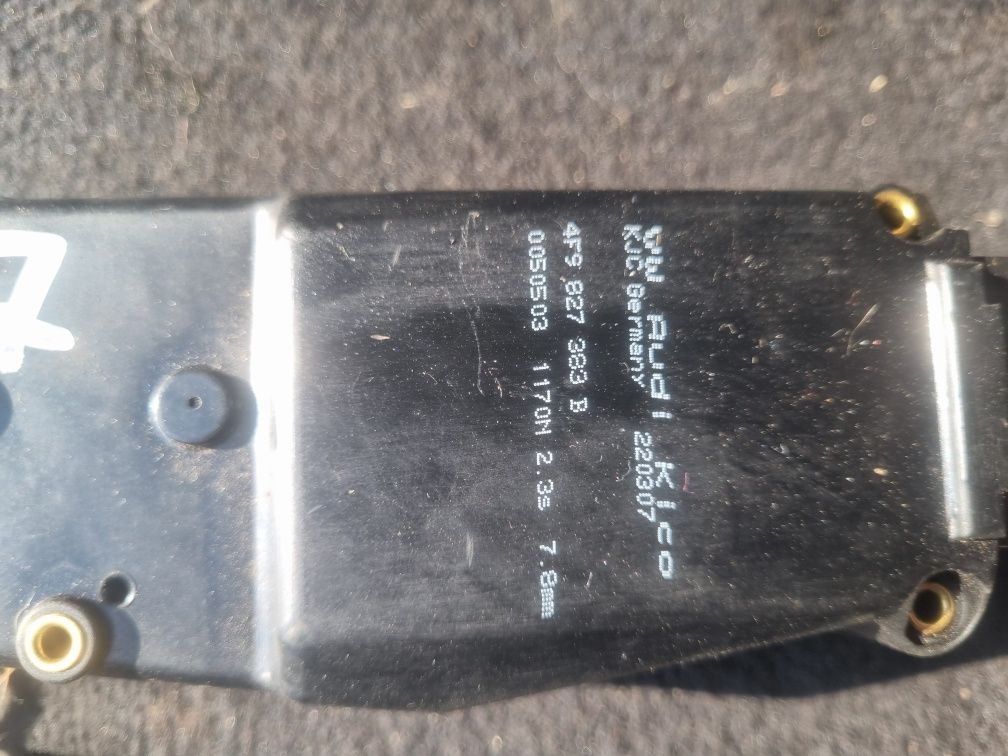 VW Audi Kico
KJC Germany 220307
4F9 827 383 B
0050503 1170N 2.3s 7.8mm